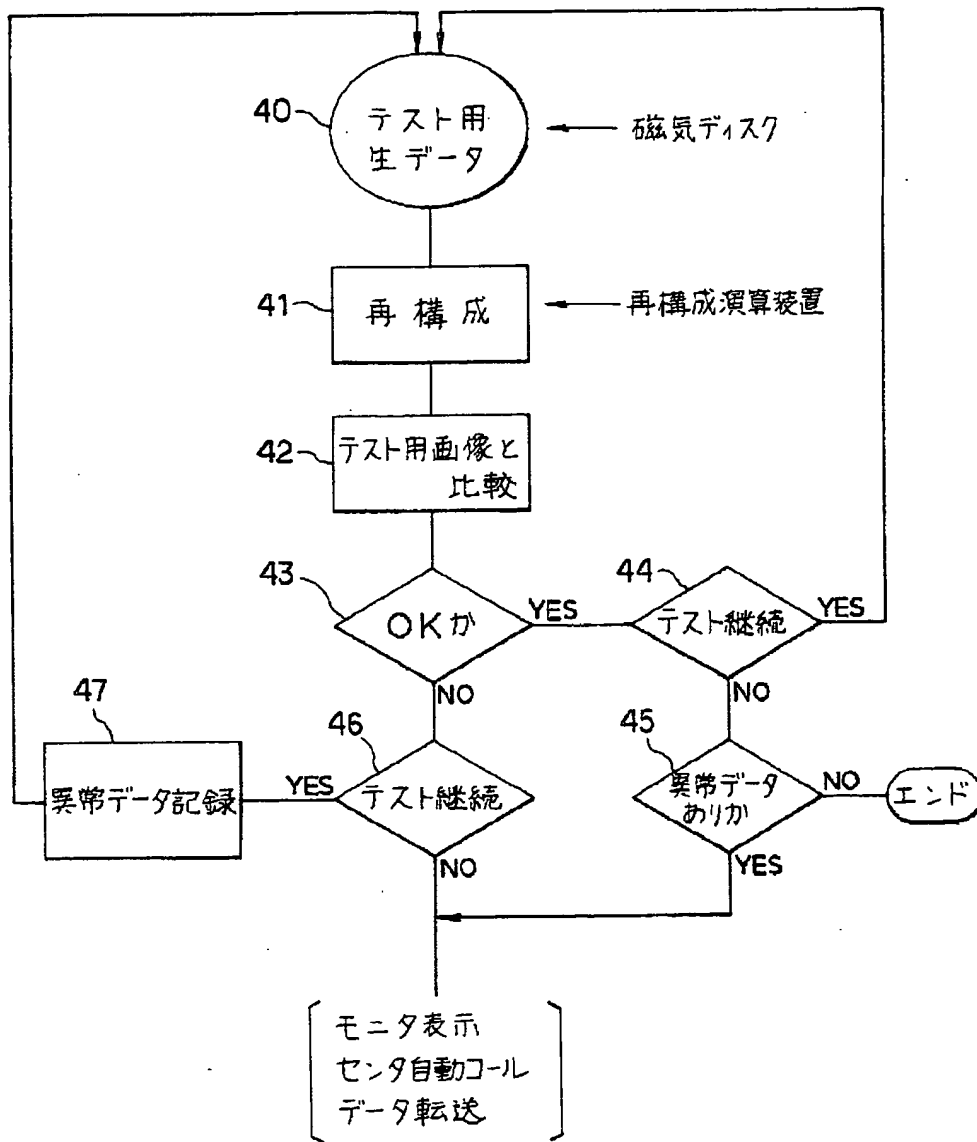 40
テスト用
生データ
磁気ディスク
41
再構成
再構成演算装置
42
テスト用画像と
比較
43
OKか
YES
NO
44
テスト継続
YES
NO
45
異常データ
ありか
NO
YES
エンド
46
テスト継続
YES
NO
47
異常データ記録
モニタ表示
センタ自動コール
データ転送